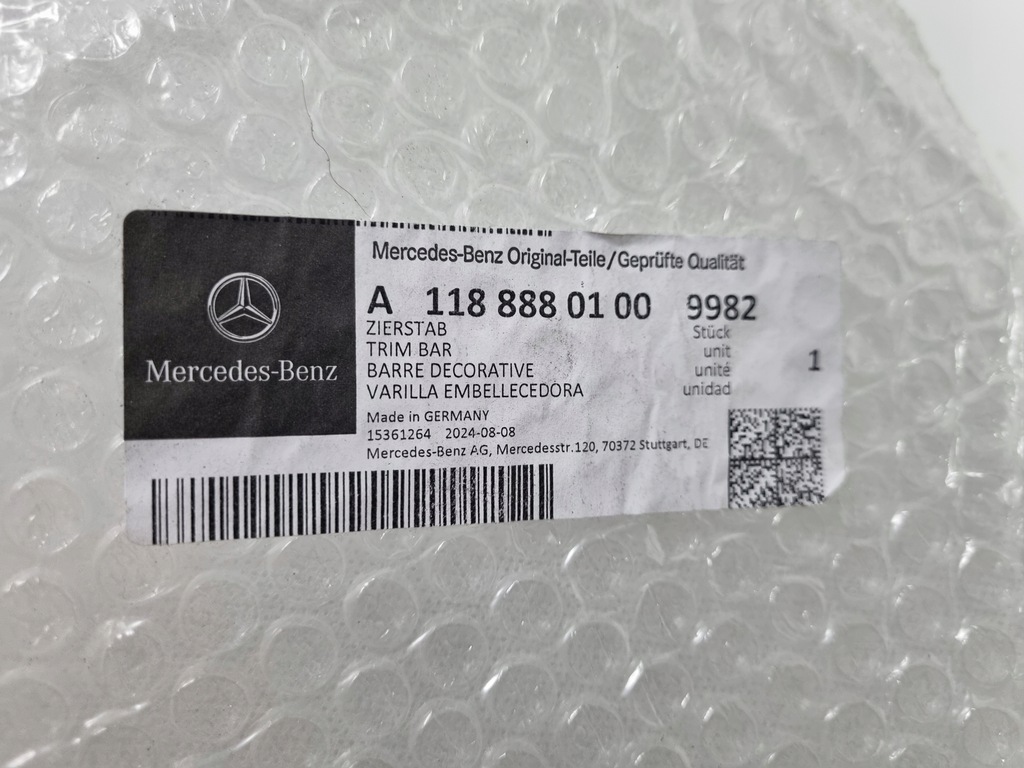 Mercedes-Benz
Mercedes-Benz Original-Teile/Geprüfte Qualität
A 118 888 01 00 9982
ZIERSTAB
TRIM BAR
BARRE DECORATIVE
VARILLA EMBELLECEDORA
Stück
unit
unité
unidad
1
Made in GERMANY
15361264 2024-08-08
Mercedes-Benz AG, Mercedesstr.120, 70372 Stuttgart, DE